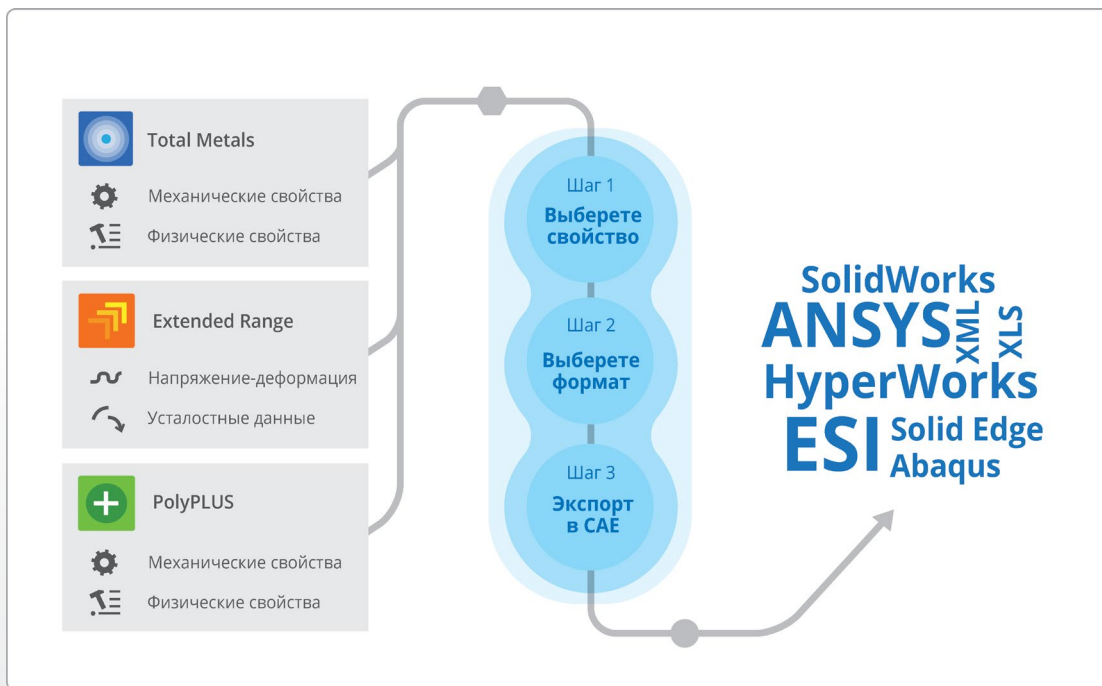 Total Metals
Механические свойства
Физические свойства
Extended Range
Напряжение-деформация
Усталостные данные
PolyPLUS
Механические свойства
Физические свойства
Шаг 1
Выберете
свойство
Шаг 2
Выберете
формат
Шаг 3
Экспорт
в CAE
SolidWorks
ANSYS
XML
XLS
HyperWorks
ESI
Solid Edge
Abaqus